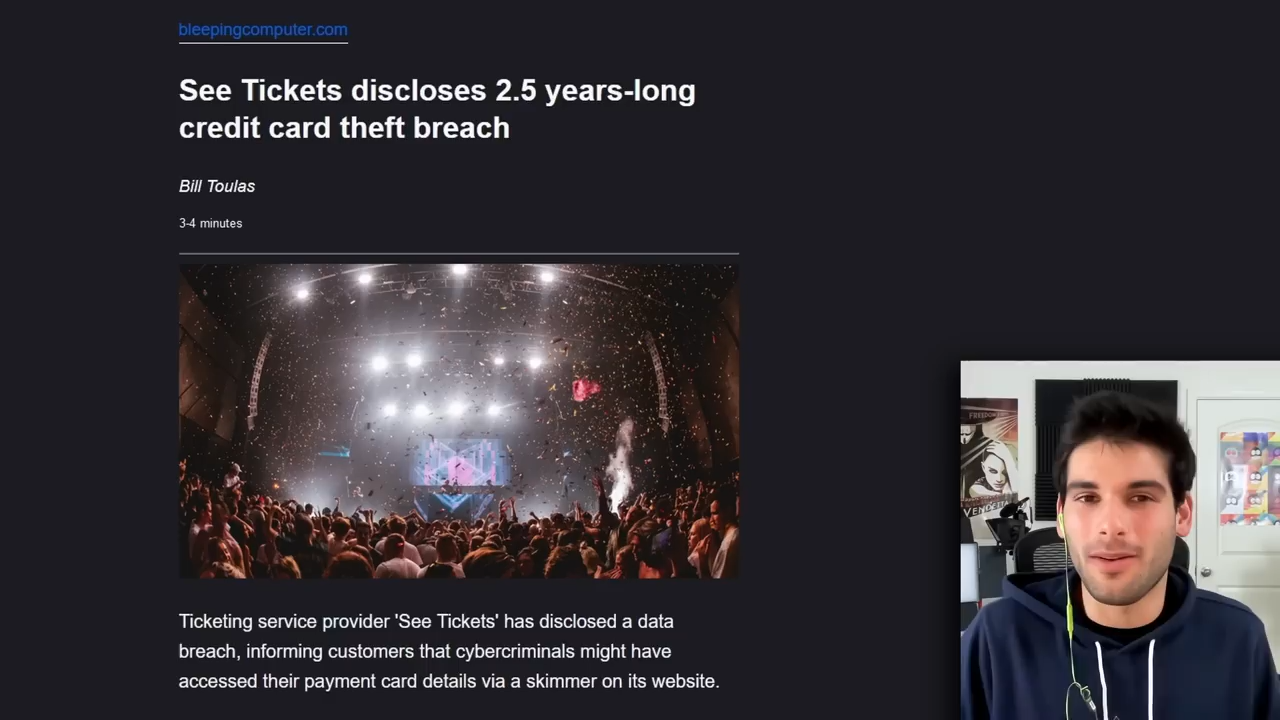 bleepingcomputer.com
See Tickets discloses 2.5 years-long
credit card theft breach
Bill Toulas
3-4 minutes
Ticketing service provider 'See Tickets' has disclosed a data
breach, informing customers that cybercriminals might have
accessed their payment card details via a skimmer on its website.